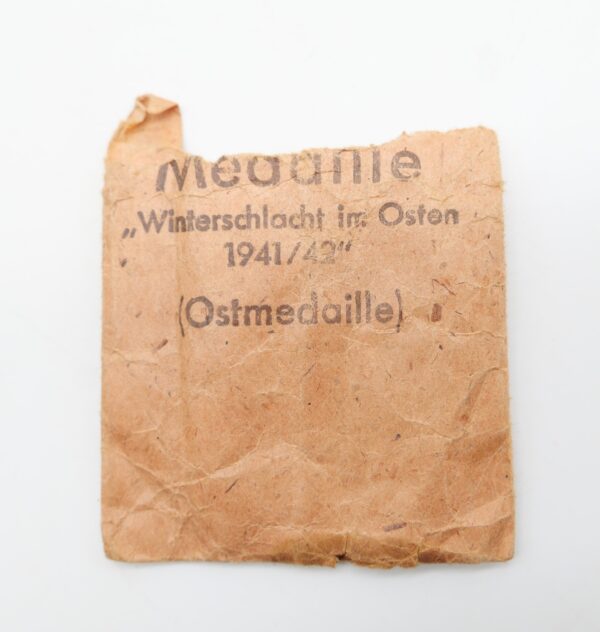 Medaille
„Winterschlacht im Osten
1941/42“
(Ostmedaille)